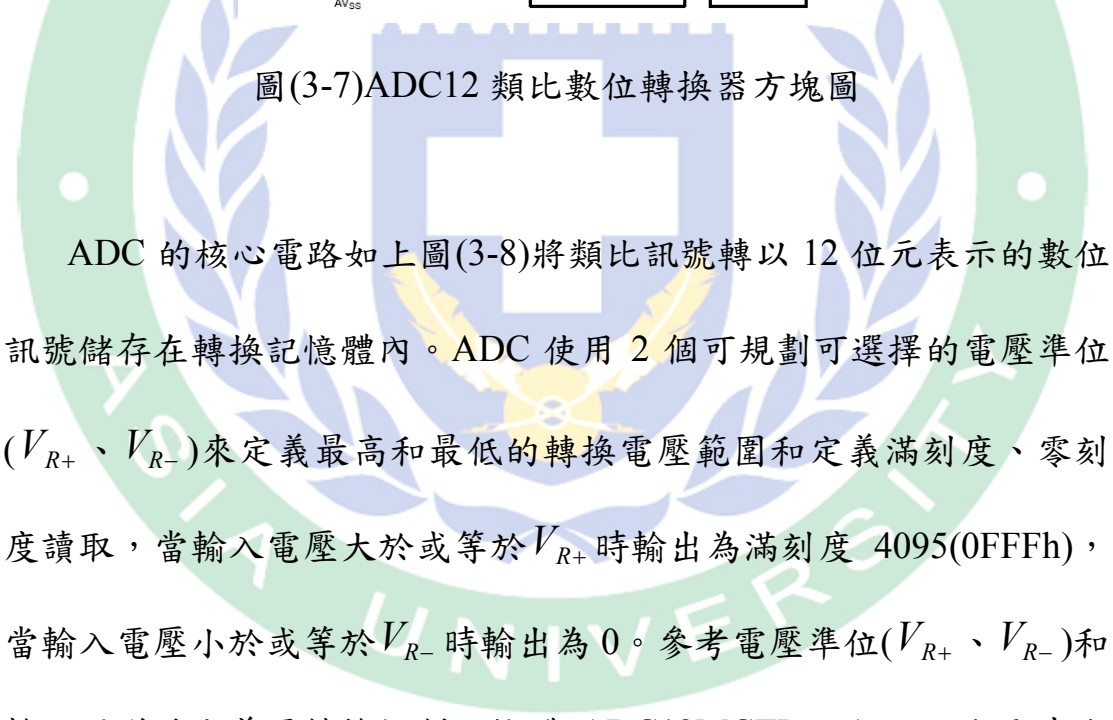 AVSS
圖(3-7)ADC12 類比數位轉換器方塊圖
ADC 的核心電路如上圖(3-8)將類比訊號轉以 12 位元表示的數位
訊號儲存在轉換記憶體內。ADC 使用 2 個可規劃可選擇的電壓準位
(VR+、VR−)來定義最高和最低的轉換電壓範圍和定義滿刻度、零刻
度讀取,當輸入電壓大於或等於VR+時輸出為滿刻度 4095(0FFFh),
當輸入電壓小於或等於VR−時輸出為 0。參考電壓準位(VR+、VR−)和
ASIA UNIVERSITY